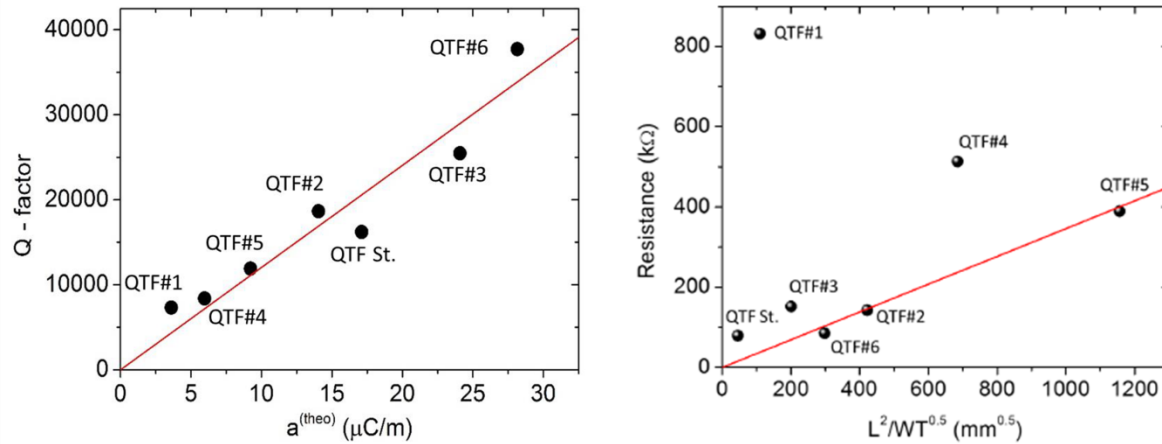 40000
30000
20000
10000
0
Q - factor
QTF#6
QTF#3
QTF#2
QTF St.
QTF#5
QTF#1
QTF#4
0 5 10 15 20 25 30
a(theo) (μC/m)
800
600
400
200
0
Resistance (kΩ)
QTF#1
QTF#4
QTF#5
QTF#3
QTF St.
QTF#2
QTF#6
0 200 400 600 800 1000 1200
L²/WT⁰·⁵ (mm⁰·⁵)